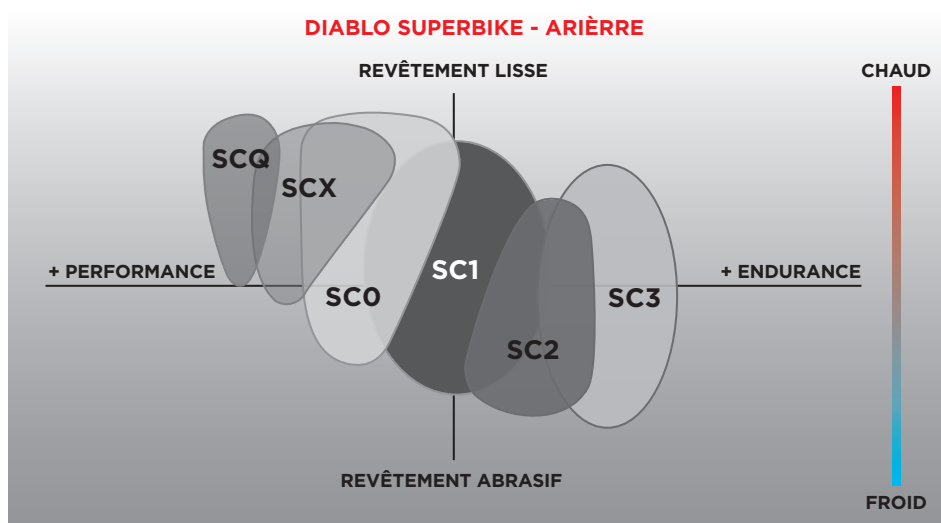 DIABLO SUPERBIKE - ARIÈRRE
REVÊTEMENT LISSE
CHAUD
SCQ
SCX
+ PERFORMANCE
SC1
+ ENDURANCE
SC0
SC3
SC2
REVÊTEMENT ABRASIF
FROID